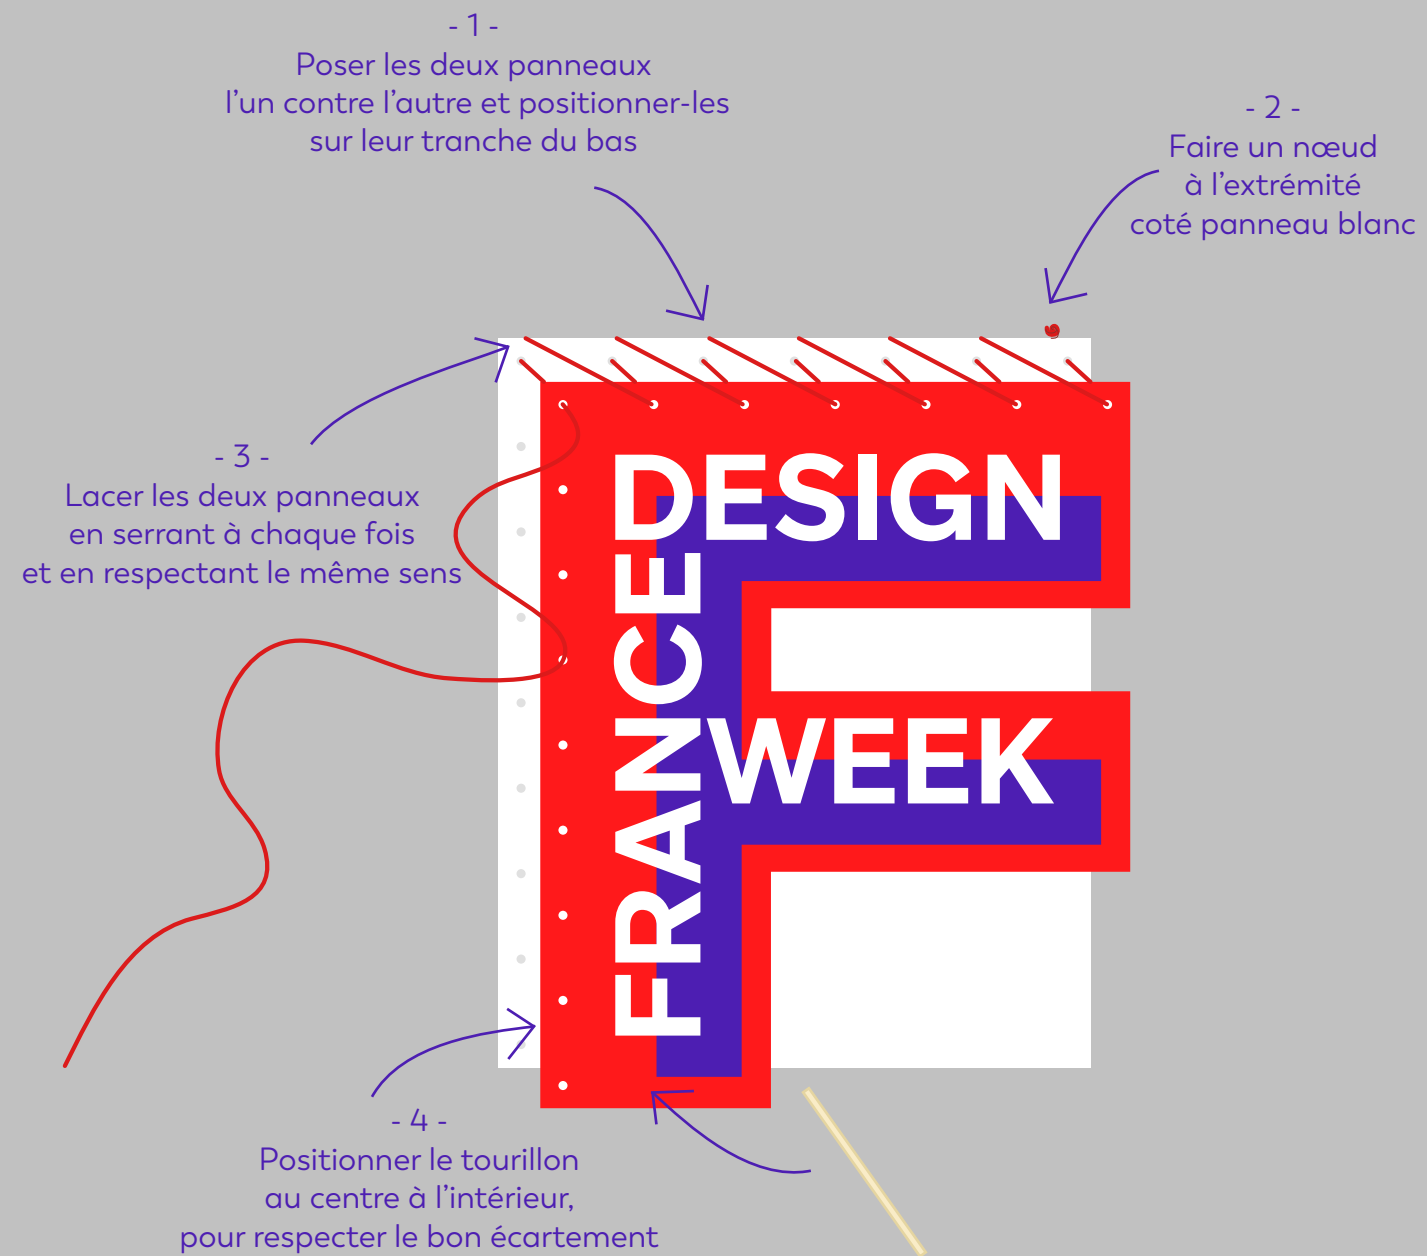 - 1 -
Poser les deux panneaux
l'un contre l'autre et positionner-les
sur leur tranche du bas
- 2 -
Faire un nœud
à l'extrémité
coté panneau blanc
- 3 -
Lacer les deux panneaux
en serrant à chaque fois
et en respectant le même sens
DESIGN
FRANCE
WEEK
- 4 -
Positionner le tourillon
au centre à l'intérieur,
pour respecter le bon écartement